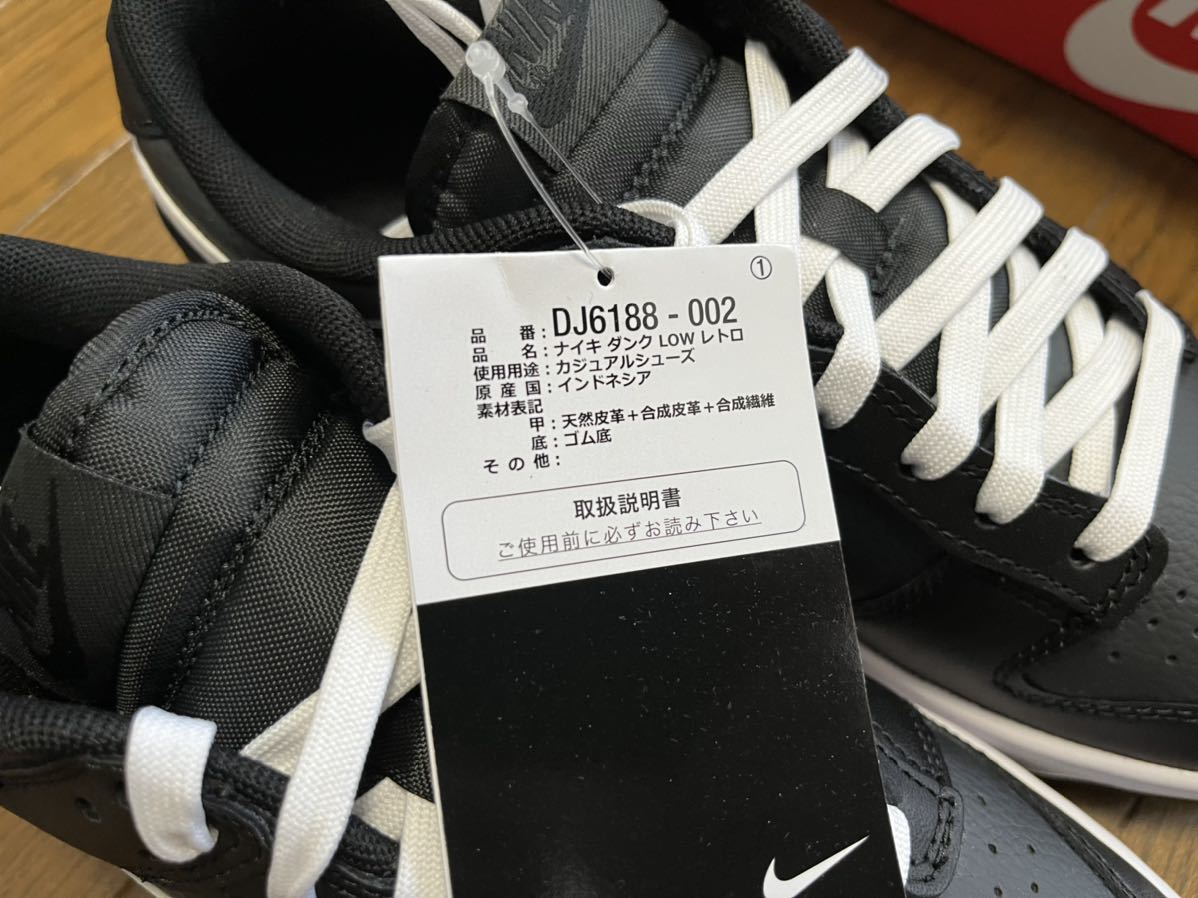 NIKE
①
品番：DJ6188 - 002
品名：ナイキ ダンク LOW レトロ
使用用途：カジュアルシューズ
原産国：インドネシア
素材表記
甲：天然皮革＋合成皮革＋合成繊維
底：ゴム底
その他：
取扱説明書
ご使用前に必ずお読み下さい